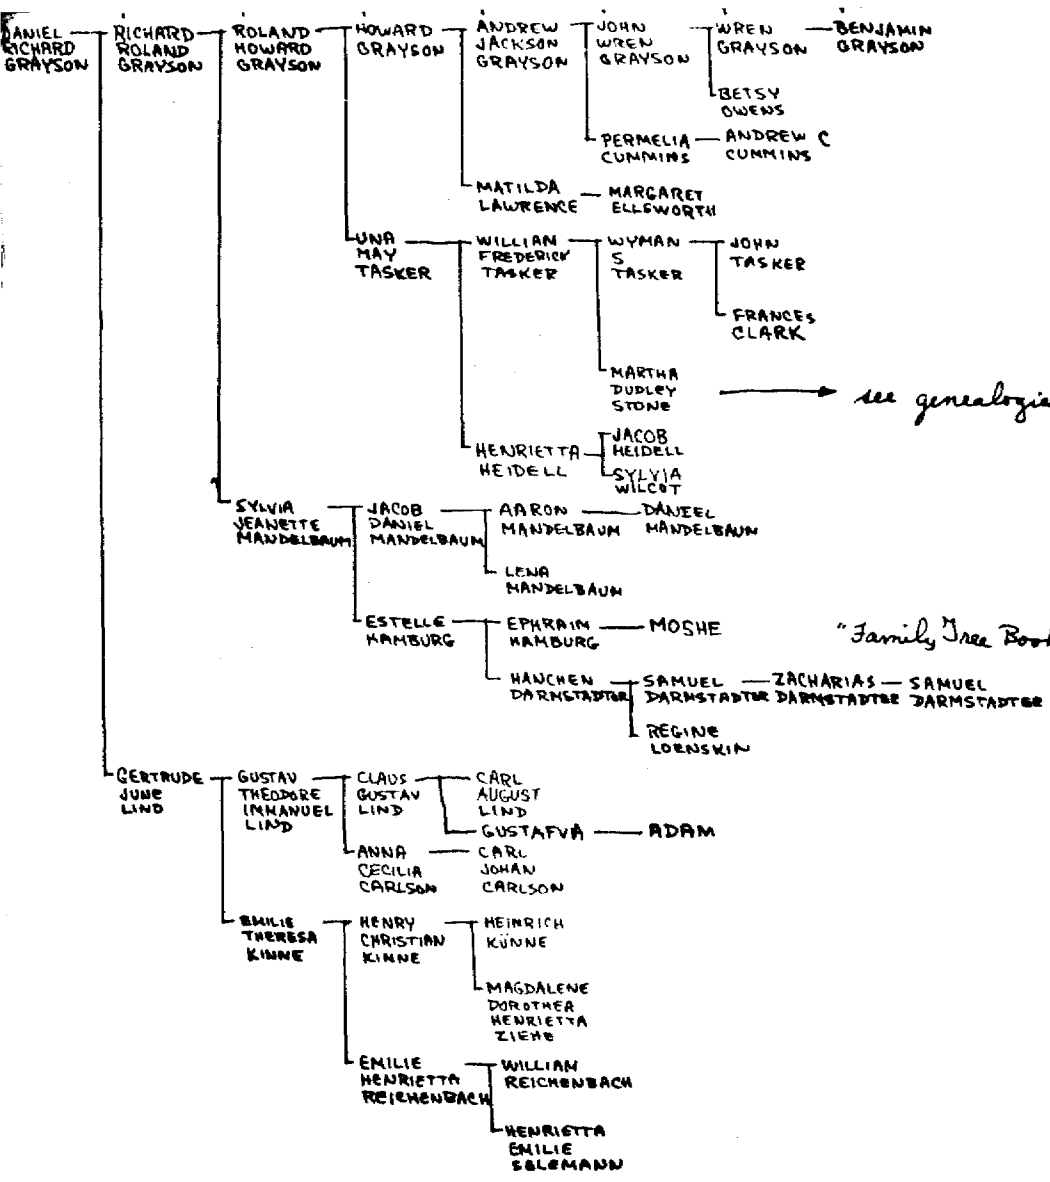 DANIEL
RICHARD
GRAYSON
RICHARD
ROLAND
GRAYSON
ROLAND
HOWARD
GRAYSON
HOWARD
GRAYSON
ANDREW
JACKSON
GRAYSON
JOHN
WREN
GRAYSON
WREN
GRAYSON
BENJAMIN
GRAYSON
BETSY
OWENS
PERMELIA
CUMMINS
ANDREW C
CUMMINS
MATILDA
LAWRENCE
MARGARET
ELLSWORTH
UNA
MAY
TASKER
WILLIAM
FREDERICK
TASKER
WYMAN
S
TASKER
JOHN
TASKER
FRANCES
CLARK
MARTHA
DUDLEY
STONE
see genealogie
HENRIETTA
HEIDELL
JACOB
HEIDELL
SYLVIA
WILCOT
SYLVIA
JEANETTE
MANDELBAUM
JACOB
DANIEL
MANDELBAUM
AARON
MANDELBAUM
DANIEL
MANDELBAUM
LENA
MANDELBAUM
ESTELLE
HAMBURG
EPHRAIM
HAMBURG
MOSHE
"Family Tree Book
HANCHEN
DARMSTADTER
SAMUEL
DARMSTADTER
ZACHARIAS
DARMSTADTER
SAMUEL
DARMSTADTER
REGINE
LOENSKIN
GERTRUDE
JUNE
LIND
GUSTAV
THEODORE
IMMANUEL
LIND
CLAUS
GUSTAV
LIND
CARL
AUGUST
LIND
GUSTAFVA
ADAM
ANNA
CECILIA
CARLSON
CARL
JOHAN
CARLSON
EMILIE
THERESA
KINNE
HENRY
CHRISTIAN
KINNE
HEINRICH
KÜNNE
MAGDALENE
DOROTHEA
HENRIETTA
ZIEHE
EMILIE
HENRIETTA
REICHENBACH
WILLIAM
REICHENBACH
HENRIETTA
EMILIE
SELEMANN